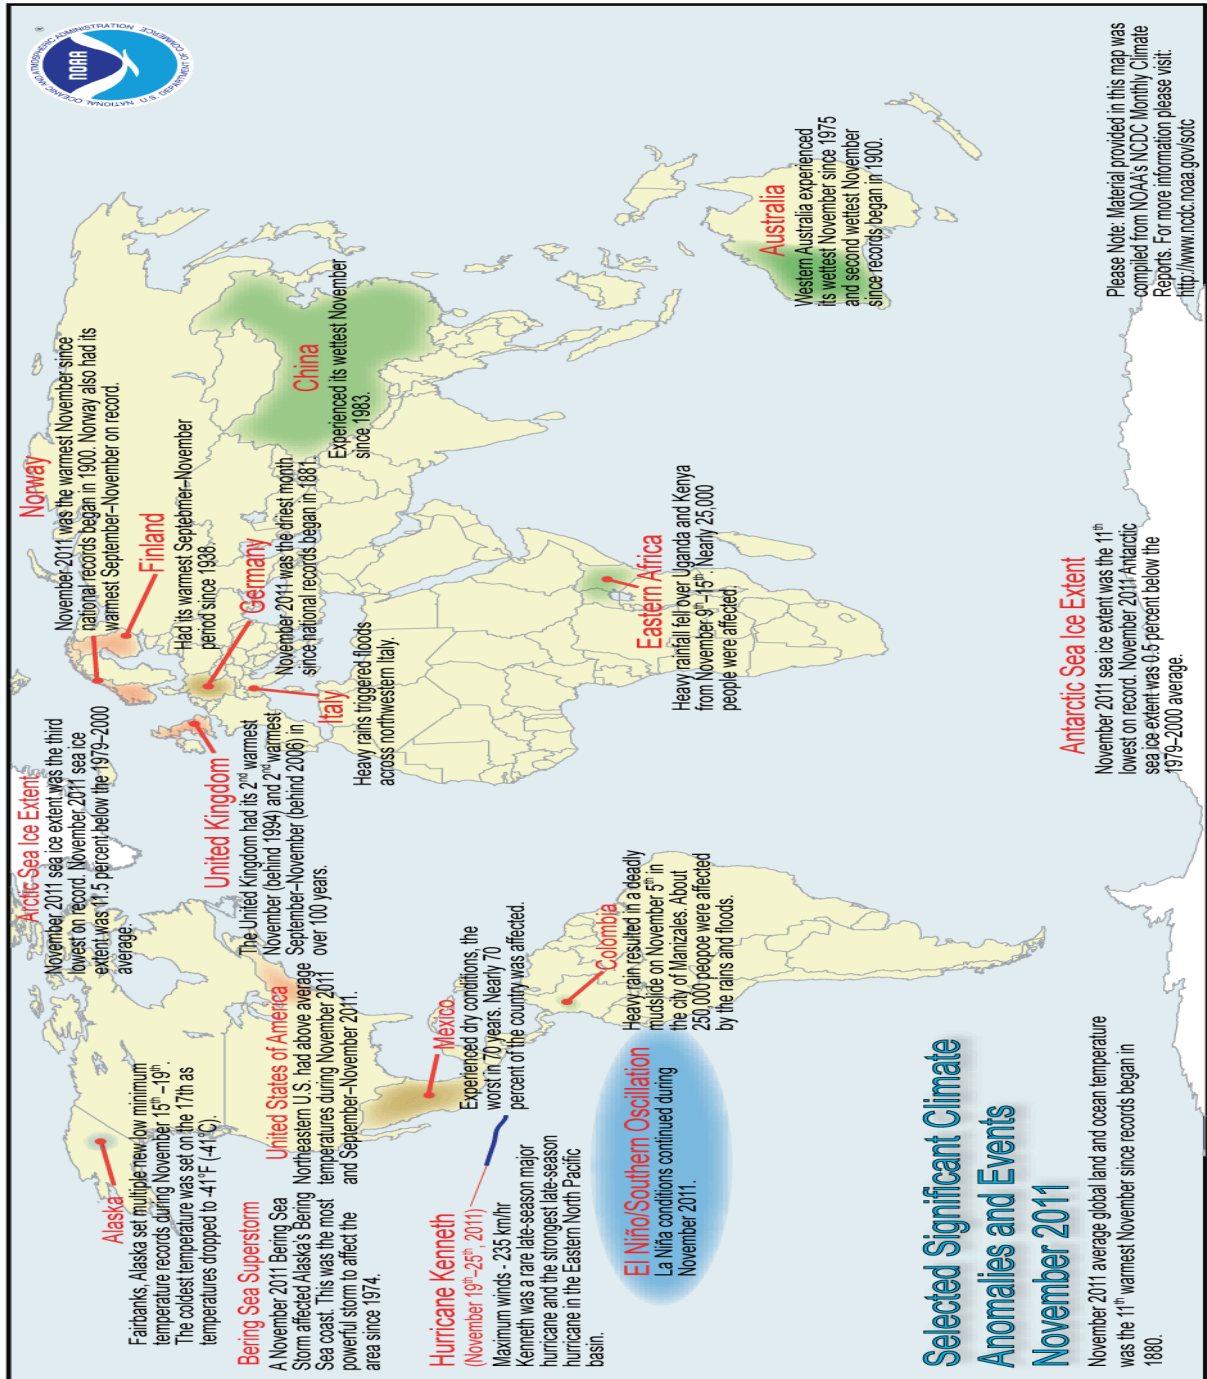 NATIONAL OCEANIC AND ATMOSPHERIC ADMINISTRATION
U.S. DEPARTMENT OF COMMERCE
NOAA
®
Arctic Sea Ice Extent
November 2011 sea ice extent was the third
lowest on record. November 2011 sea ice
extent was 11.5 percent below the 1979–2000
average.
Norway
November 2011 was the warmest November since
national records began in 1900. Norway also had its
warmest September–November on record.
Finland
Had its warmest Septebmer–November
period since 1938.
Germany
November 2011 was the driest month
since national records began in 1881.
China
Experienced its wettest November
since 1983.
Alaska
Fairbanks, Alaska set multiple new low minimum
temperature records during November 15th –19th.
The coldest temperature was set on the 17th as
temperatures dropped to -41°F (-41°C).
United Kingdom
The United Kingdom had its 2nd warmest
November (behind 1994) and 2nd warmest
September–November (behind 2006) in
over 100 years.
Italy
Heavy rains triggered floods
across northwestern Italy.
Bering Sea Superstorm
A November 2011 Bering Sea
Storm affected Alaska's Bering
Sea coast. This was the most
powerful storm to affect the
area since 1974.
United States of America
Northeastern U.S. had above average
temperatures during November 2011
and September–November 2011.
Hurricane Kenneth
(November 19th–25th, 2011)
Maximum winds - 235 km/hr
Kenneth was a rare late-season major
hurricane and the strongest late-season
hurricane in the Eastern North Pacific
basin.
Mexico
Experienced dry conditions, the
worst in 70 years. Nearly 70
percent of the country was affected.
Colombia
Heavy rain resulted in a deadly
mudside on November 5th in
the city of Manizales. About
250,000 peopoe were affected
by the rains and floods.
El Niño/Southern Oscillation
La Niña conditions continued during
November 2011.
Eastern Africa
Heavy rainfall fell over Uganda and Kenya
from November 9th–15th. Nearly 25,000
people were affected.
Australia
Western Australia experienced
its wettest November since 1975
and second wettest November
since records began in 1900.
Selected Significant Climate
Anomalies and Events
November 2011
November 2011 average global land and ocean temperature
was the 11th warmest November since records began in
1880.
Antarctic Sea Ice Extent
November 2011 sea ice extent was the 11th
lowest on record. November 2011 Antarctic
sea ice extent was 0.5 percent below the
1979–2000 average.
Please Note: Material provided in this map was
compiled from NOAA's NCDC Monthly Climate
Reports. For more information please visit:
http://www.ncdc.noaa.gov/sotc